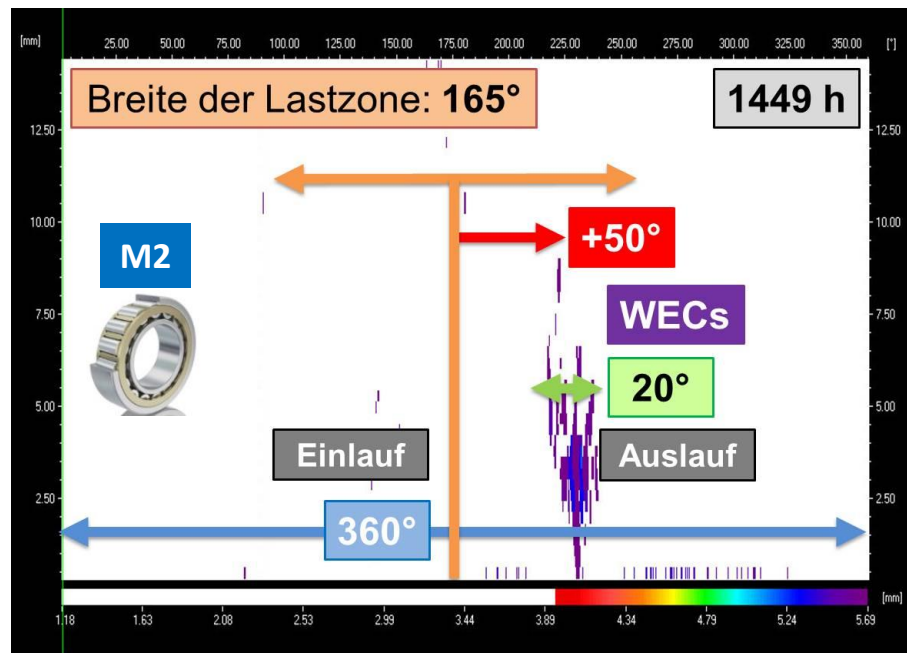 [mm] 25.00 50.00 75.00 100.00 125.00 150.00 175.00 200.00 225.00 250.00 275.00 300.00 325.00 350.00 [°]
Breite der Lastzone: 165° 1449 h
12.50 12.50
10.00 10.00
+50°
M2
7.50 7.50
WECs
20°
5.00 5.00
Einlauf Auslauf
2.50 2.50
360°
[mm]
1.18 1.63 2.08 2.53 2.99 3.44 3.89 4.34 4.79 5.24 5.69